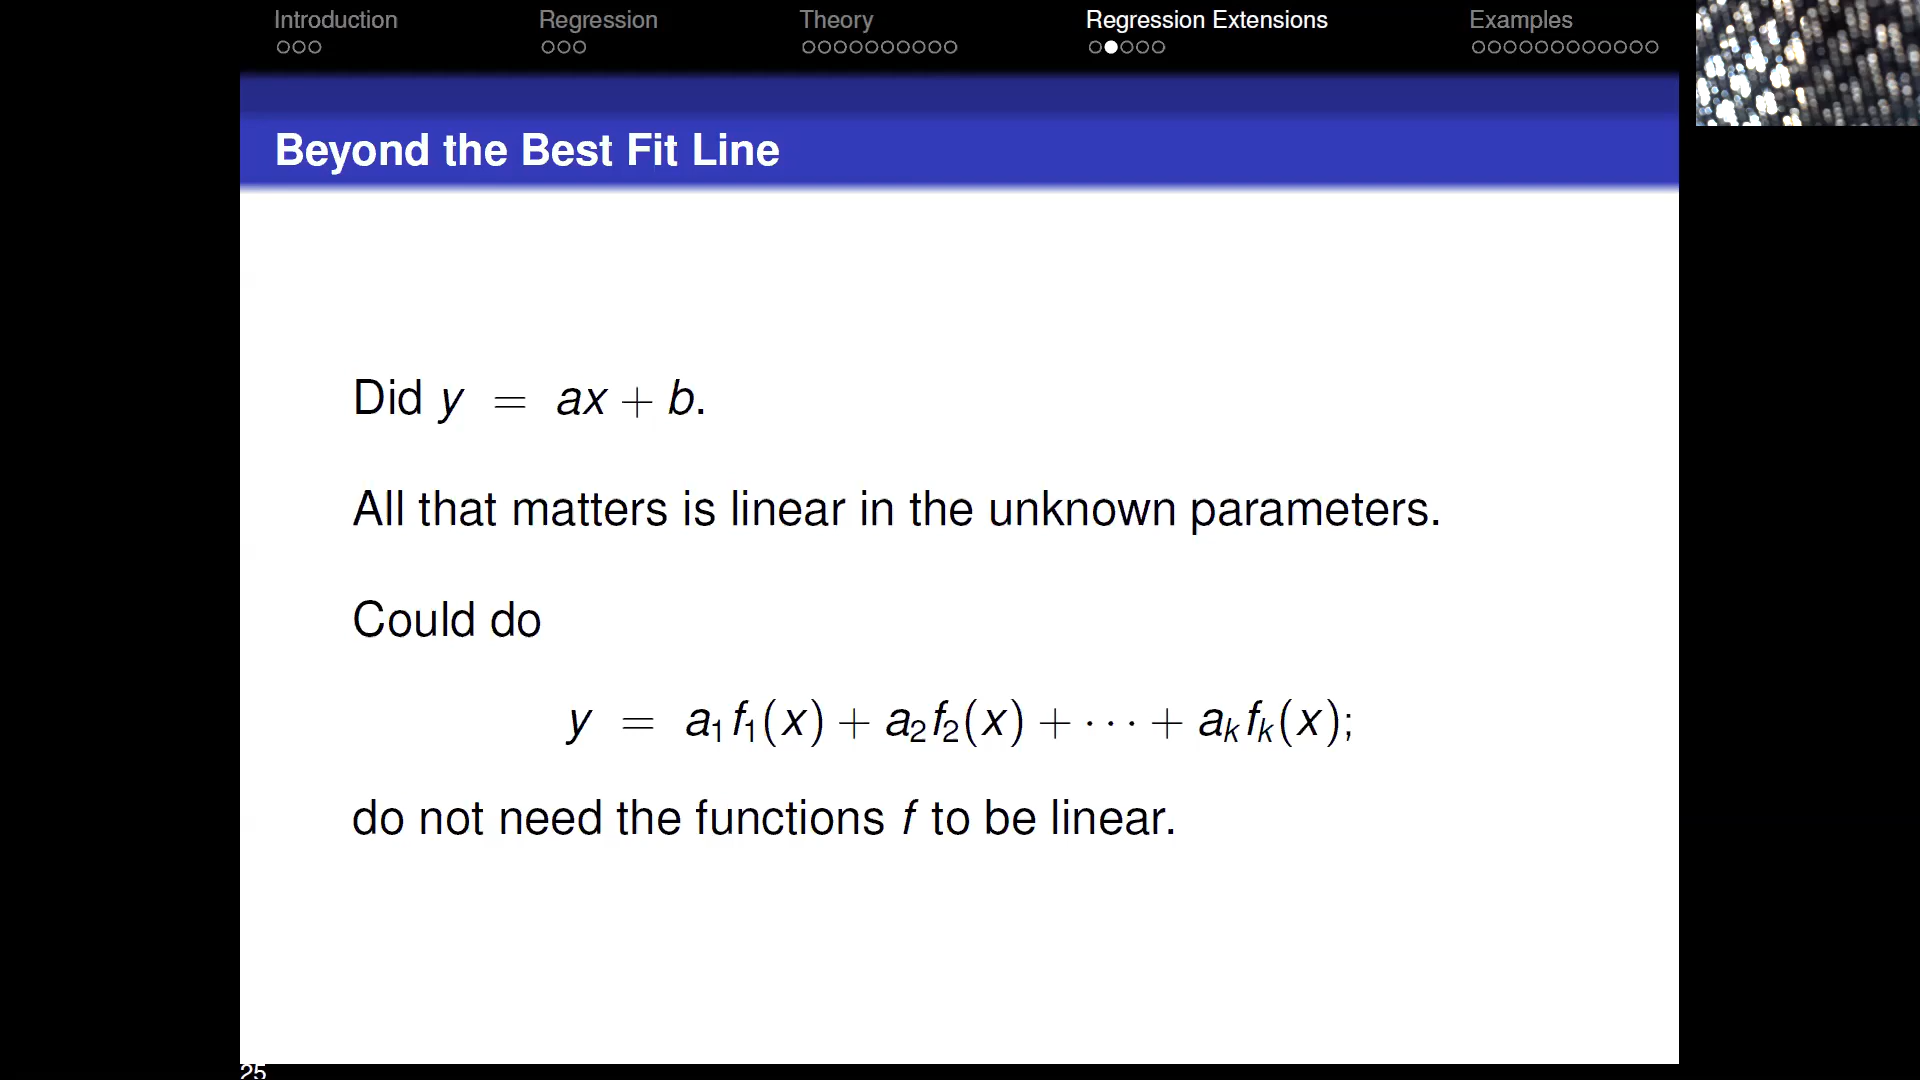 Introduction Regression Theory Regression Extensions Examples
Beyond the Best Fit Line
Did y = ax + b.
All that matters is linear in the unknown parameters.
Could do
y = a₁f₁(x) + a₂f₂(x) + ⋯ + aₖfₖ(x);
do not need the functions f to be linear.
25